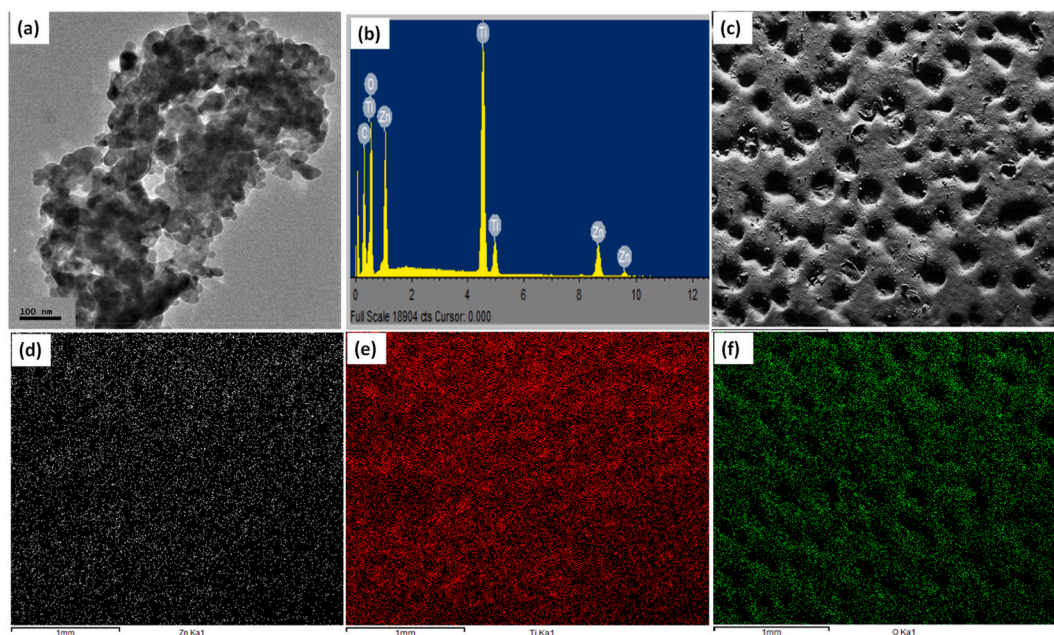 (a)
100 nm
(b)
Ti
O
Ti
Zn
C
Ti
Zn
Zn
0 2 4 6 8 10 12
Full Scale 18904 cts Cursor: 0.000
(c)
(d)
1mm Zn Ka1
(e)
1mm Ti Ka1
(f)
1mm O Ka1